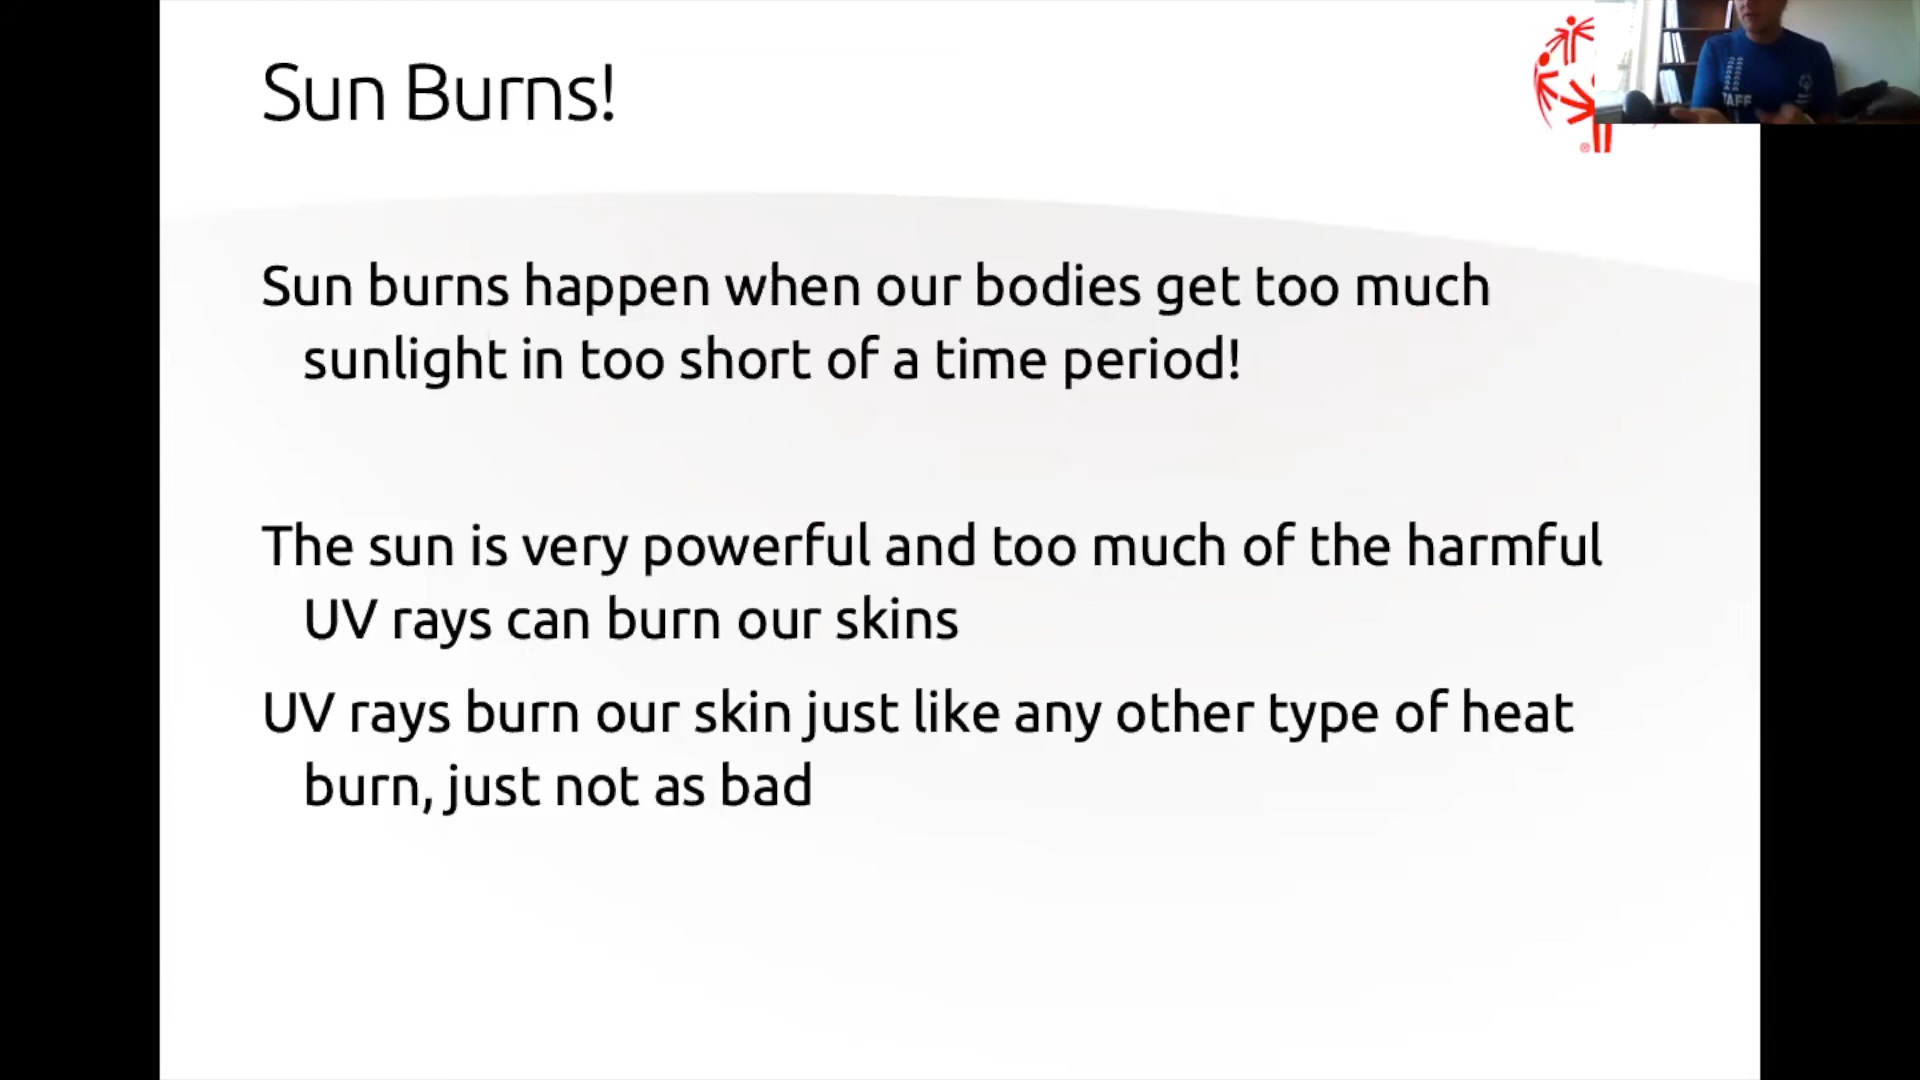 Sun Burns!
®
TAFF
Sun burns happen when our bodies get too much
sunlight in too short of a time period!
The sun is very powerful and too much of the harmful
UV rays can burn our skins
UV rays burn our skin just like any other type of heat
burn, just not as bad